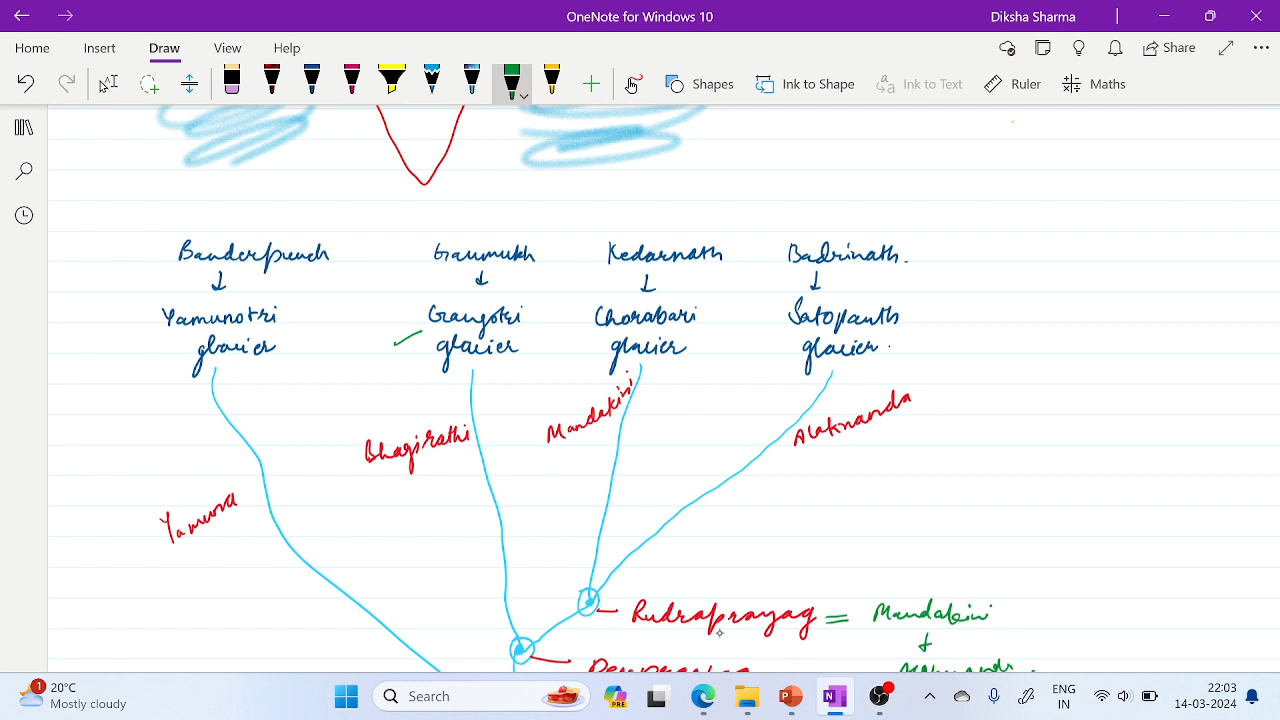 OneNote for Windows 10
Diksha Sharma
Home Insert Draw View Help
Share
Shapes Ink to Shape Ink to Text Ruler Maths
Banderpunch Gaumukh Kedarnath Badrinath.
Yamunotri Gangotri Chorabari Satopanth
glacier glacier glacier glacier.
Mandakini
Alaknanda
Bhagirathi
Yamuna
Rudraprayag = Mandakini
+
20°C
Mostly cloudy
Search
PRE
ENG
IN
22:03
14-03-2024
1